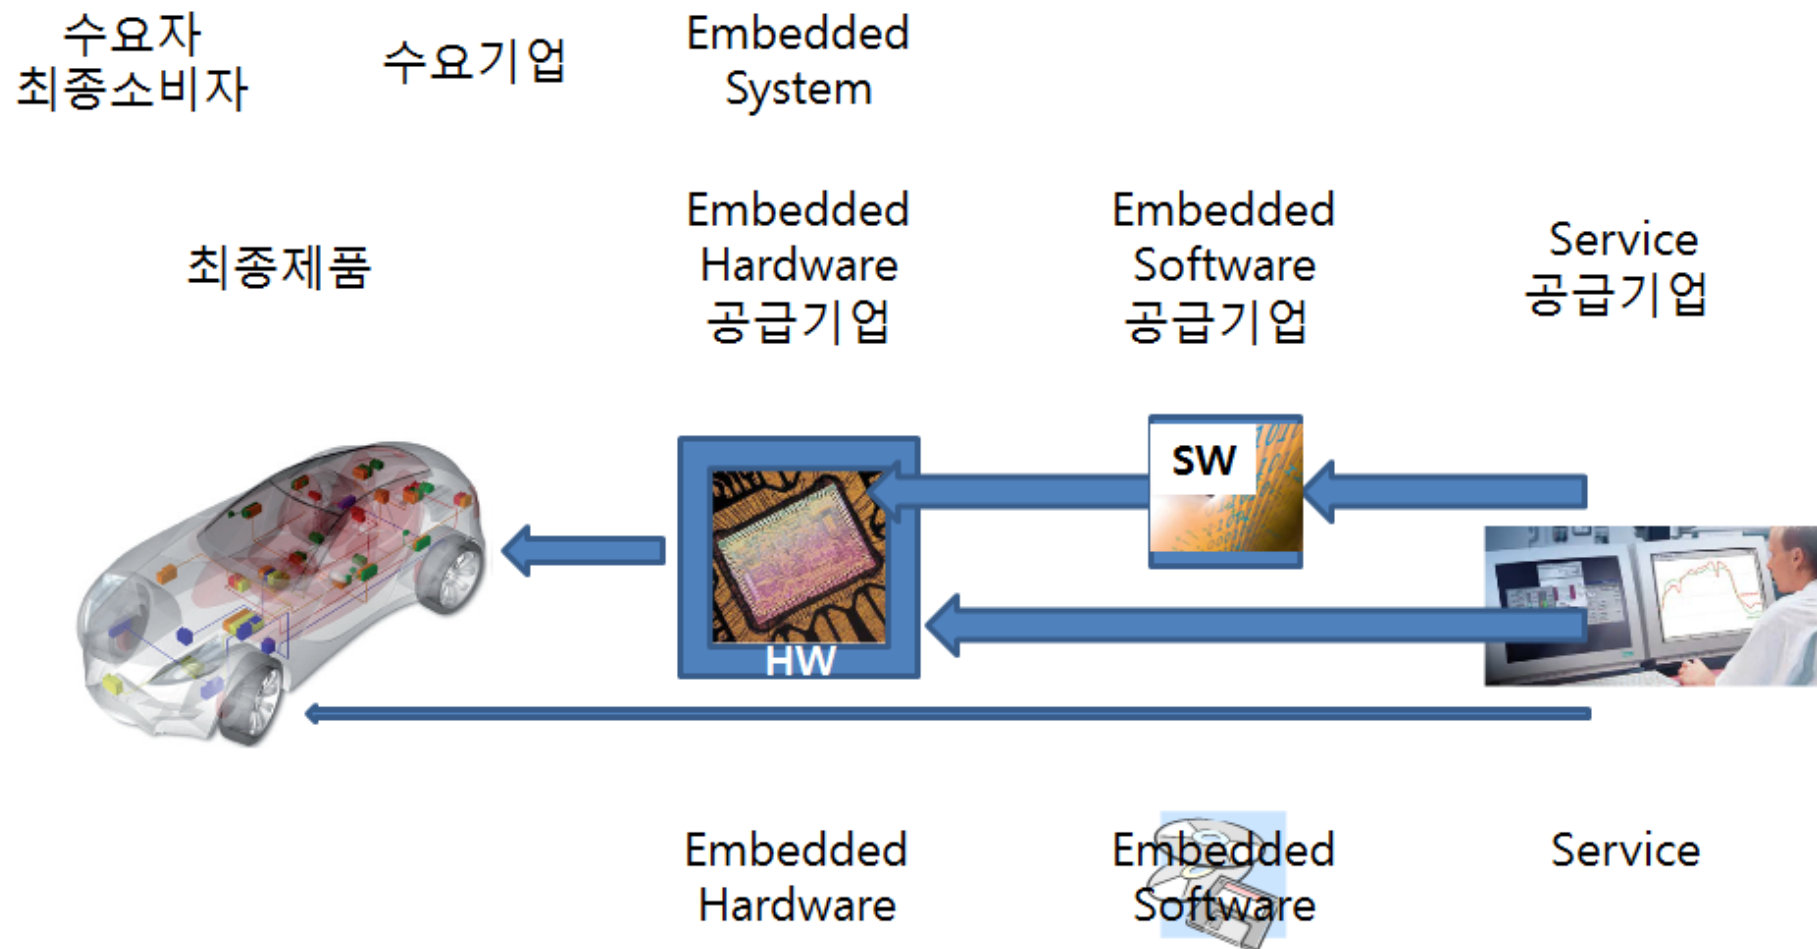 수요자
최종소비자
수요기업
Embedded
System
최종제품
Embedded
Hardware
공급기업
Embedded
Software
공급기업
Service
공급기업
SW
HW
Embedded
Hardware
Embedded
Software
Service